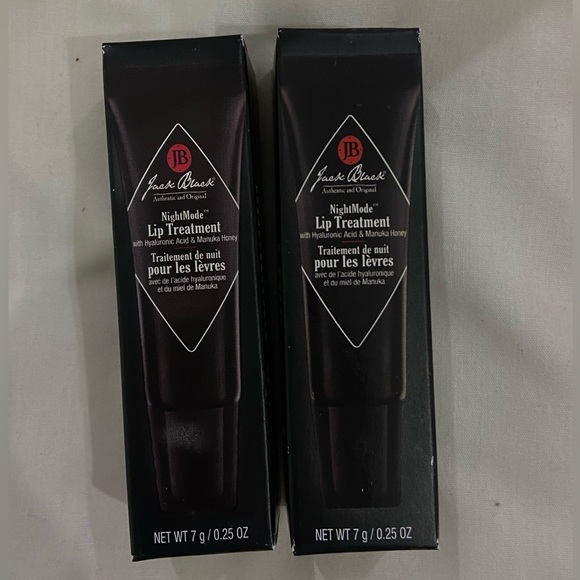 JB
Jack Black
Authentic and Original
NightMode™
Lip Treatment
with Hyaluronic Acid & Manuka Honey
Traitement de nuit
pour les lèvres
avec de l'acide hyaluronique
et du miel de Manuka
NET WT 7 g / 0.25 OZ
JB
Jack Black
Authentic and Original
NightMode™
Lip Treatment
with Hyaluronic Acid & Manuka Honey
Traitement de nuit
pour les lèvres
avec de l'acide hyaluronique
et du miel de Manuka
NET WT 7 g / 0.25 OZ